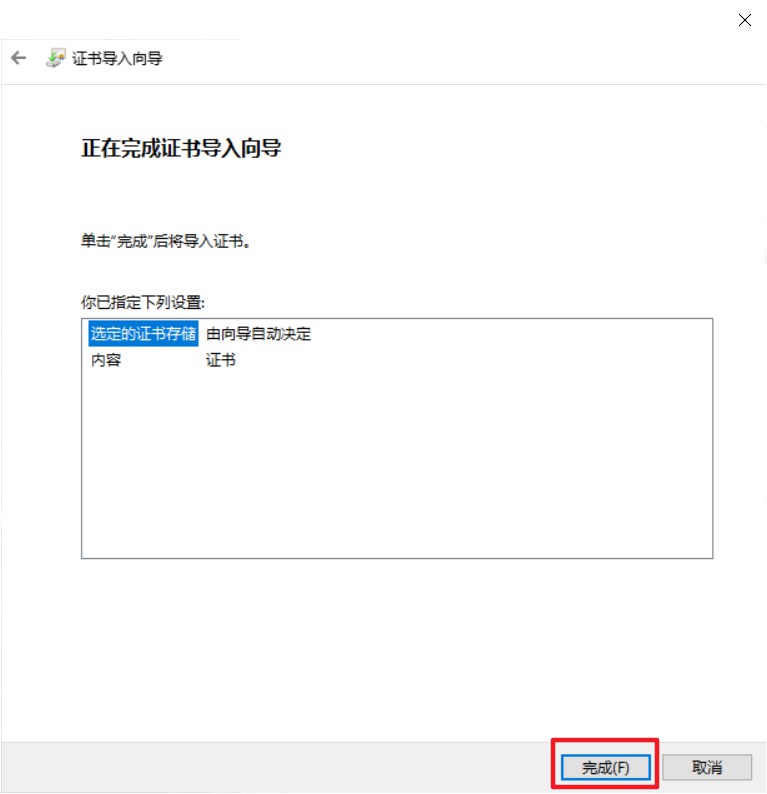 证书导入向导
正在完成证书导入向导
单击“完成”后将导入证书。
你已指定下列设置:
选定的证书存储 由向导自动决定
内容 证书
完成(F) 取消